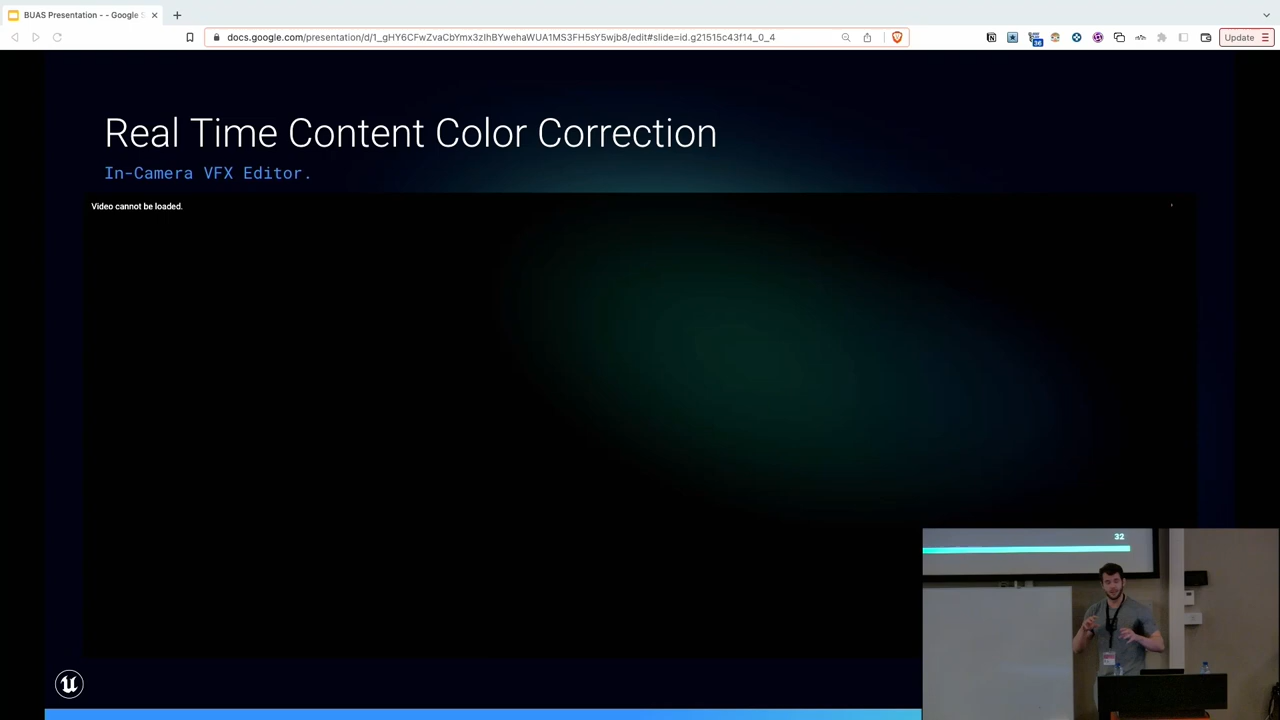 BUAS Presentation - - Google S
docs.google.com/presentation/d/1_gHY6CFwZvaCbYmx3zIhBYwehaWUA1MS3FH5sY5wjb8/edit#slide=id.g21515c43f14_0_4
Update
Real Time Content Color Correction
In-Camera VFX Editor.
Video cannot be loaded.
32